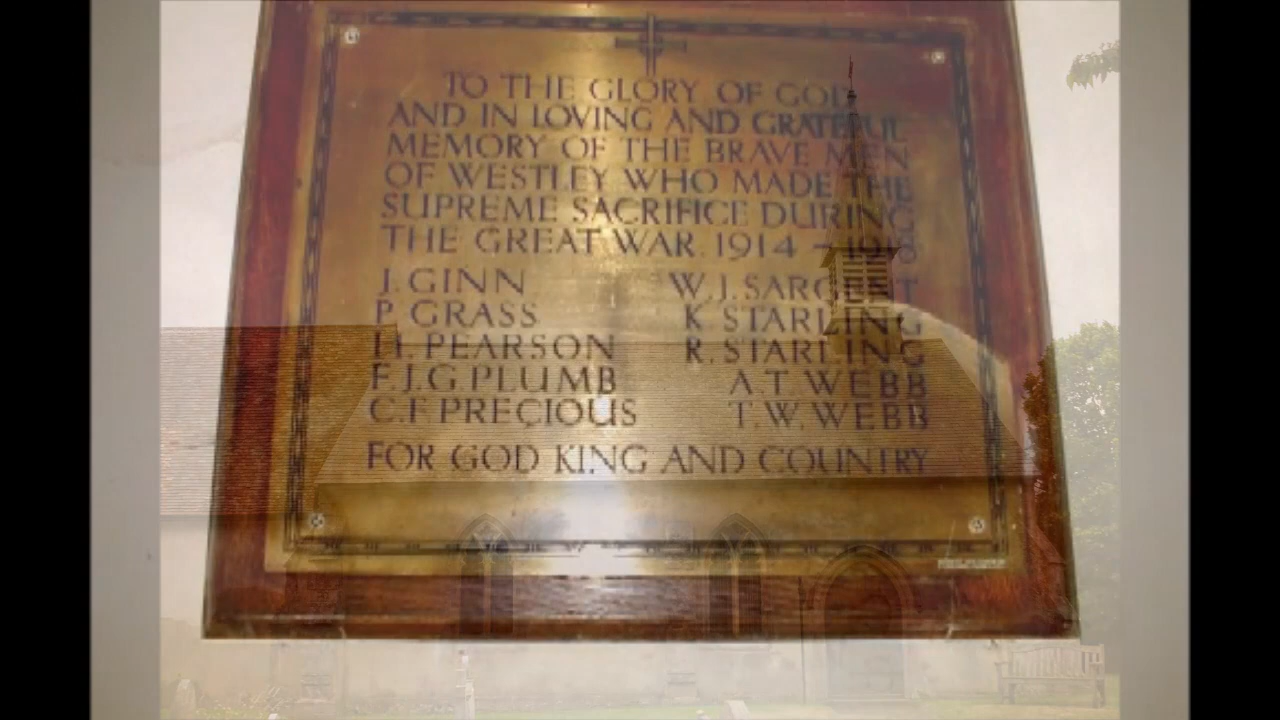 TO THE GLORY OF GOD
AND IN LOVING AND GRATEFUL
MEMORY OF THE BRAVE MEN
OF WESTLEY WHO MADE THE
SUPREME SACRIFICE DURING
THE GREAT WAR. 1914 - 1918
J. GINN W. J. SARGENT
P. GRASS K STARLING
H. PEARSON R. STARLING
F. J. G PLUMB A. T. WEBB
C. F PRECIOUS T. W. WEBB
FOR GOD KING AND COUNTRY